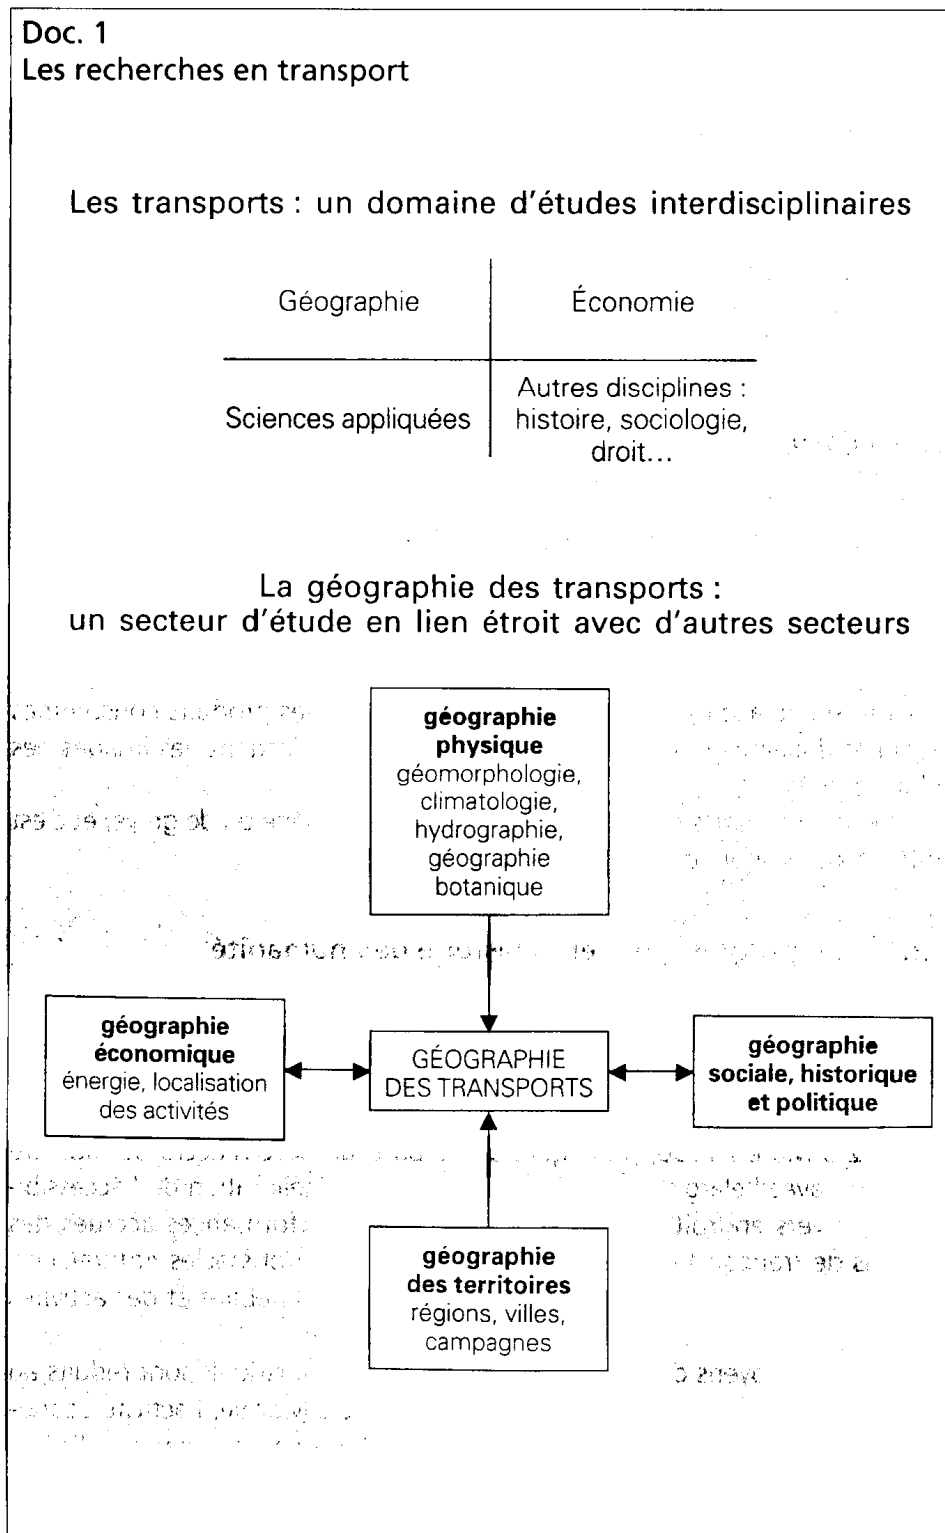 Doc. 1
Les recherches en transport
Les transports : un domaine d'études interdisciplinaires
Géographie
Économie
Sciences appliquées
Autres disciplines :
histoire, sociologie,
droit...
La géographie des transports :
un secteur d'étude en lien étroit avec d'autres secteurs
géographie
physique
géomorphologie,
climatologie,
hydrographie,
géographie
botanique
géographie
économique
énergie, localisation
des activités
GÉOGRAPHIE
DES TRANSPORTS
géographie
sociale, historique
et politique
géographie
des territoires
régions, villes,
campagnes